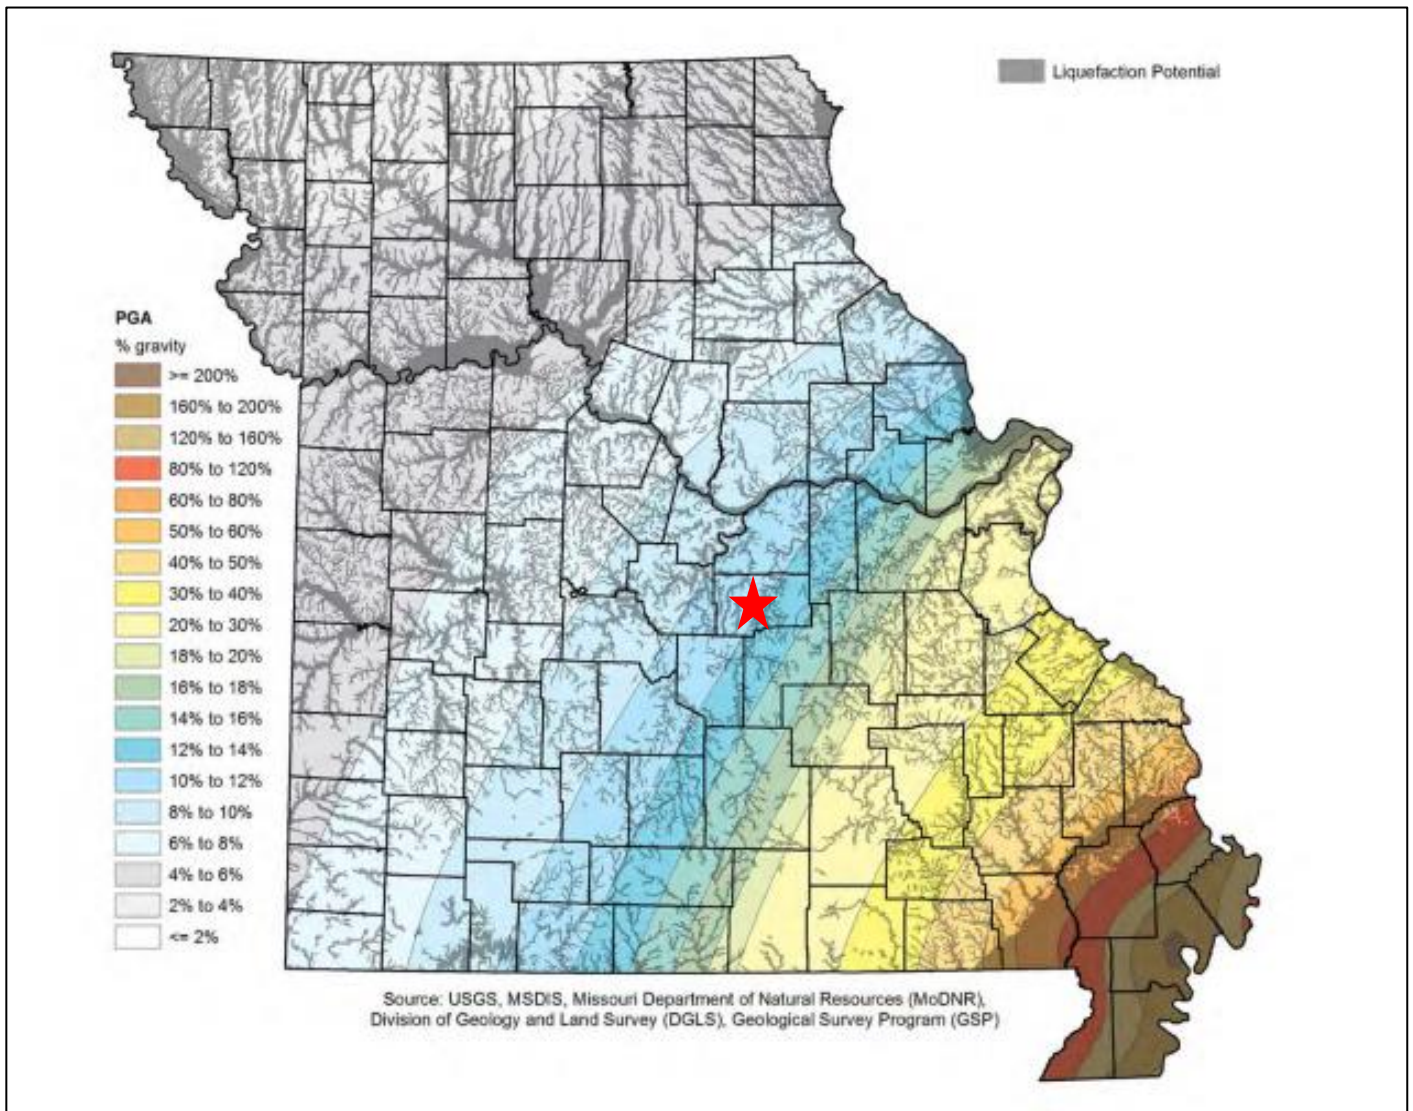 Liquefaction Potential
PGA
% gravity
>= 200%
160% to 200%
120% to 160%
80% to 120%
60% to 80%
50% to 60%
40% to 50%
30% to 40%
20% to 30%
18% to 20%
16% to 18%
14% to 16%
12% to 14%
10% to 12%
8% to 10%
6% to 8%
4% to 6%
2% to 4%
<= 2%
Source: USGS, MSDIS, Missouri Department of Natural Resources (MoDNR),
Division of Geology and Land Survey (DGLS), Geological Survey Program (GSP)